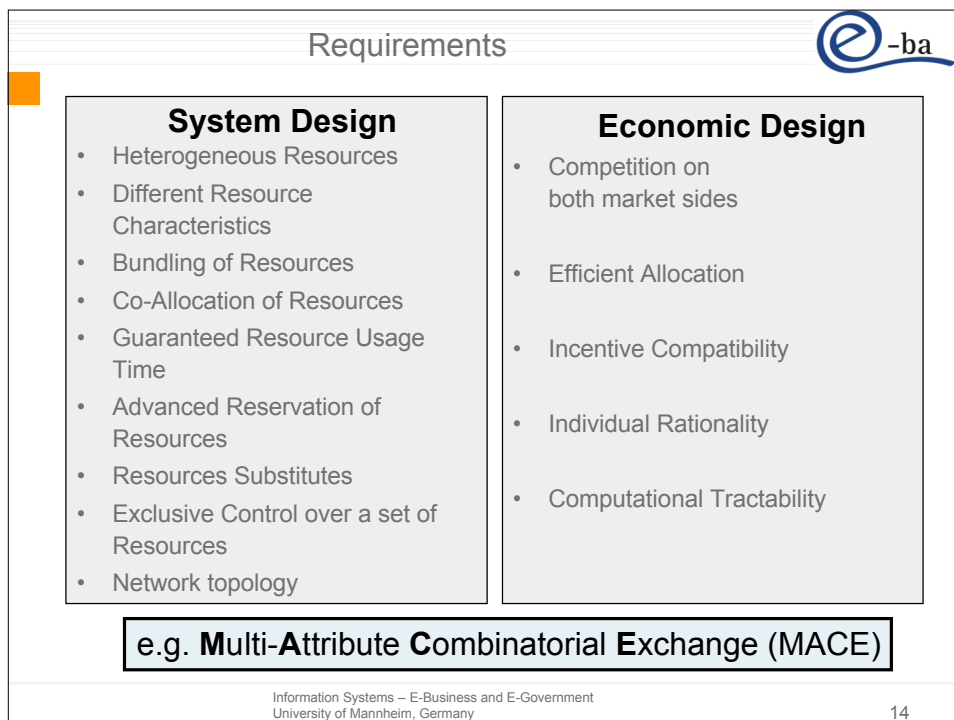 Requirements
e-ba
System Design
• Heterogeneous Resources
• Different Resource
Characteristics
• Bundling of Resources
• Co-Allocation of Resources
• Guaranteed Resource Usage
Time
• Advanced Reservation of
Resources
• Resources Substitutes
• Exclusive Control over a set of
Resources
• Network topology
Economic Design
• Competition on
both market sides
• Efficient Allocation
• Incentive Compatibility
• Individual Rationality
• Computational Tractability
e.g. Multi-Attribute Combinatorial Exchange (MACE)
Information Systems – E-Business and E-Government
University of Mannheim, Germany
14